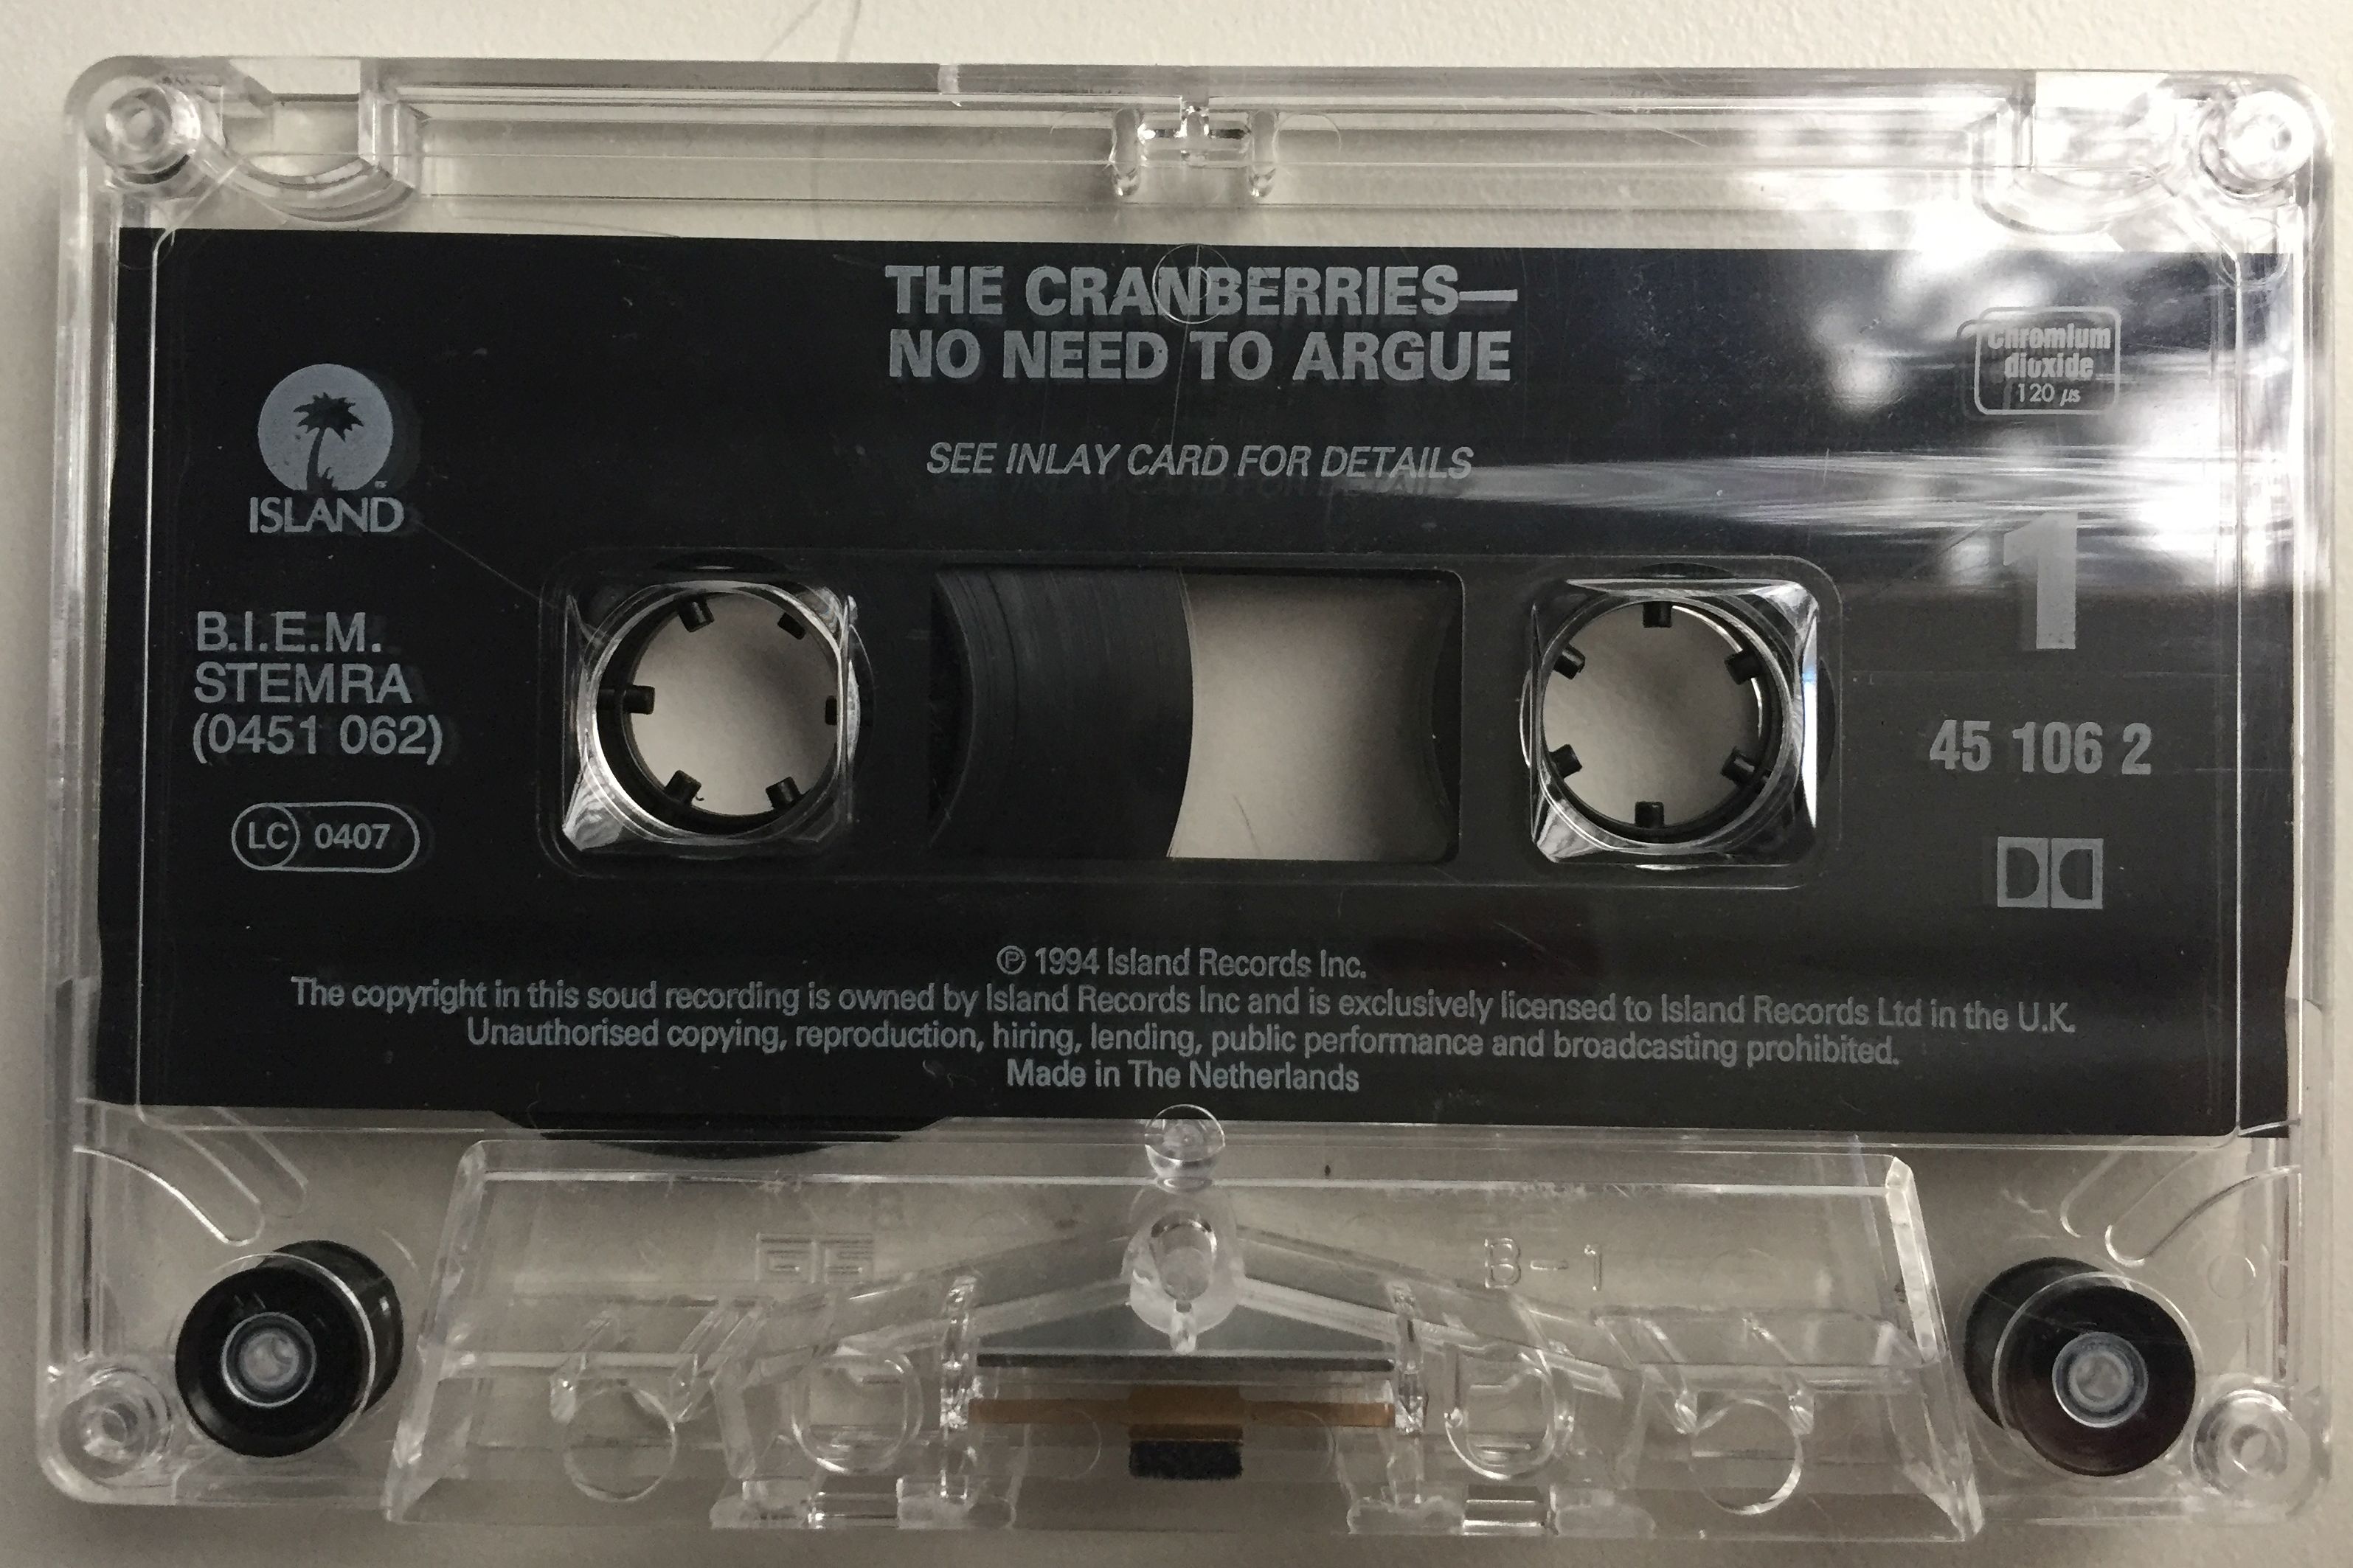 THE CRANBERRIES—
NO NEED TO ARGUE
chromium
dioxide
120 µs
SEE INLAY CARD FOR DETAILS
ISLAND
1
B.I.E.M.
STEMRA
(0451 062)
45 106 2
LC 0407
℗ 1994 Island Records Inc.
The copyright in this soud recording is owned by Island Records Inc and is exclusively licensed to Island Records Ltd in the U.K.
Unauthorised copying, reproduction, hiring, lending, public performance and broadcasting prohibited.
Made in The Netherlands
B-1